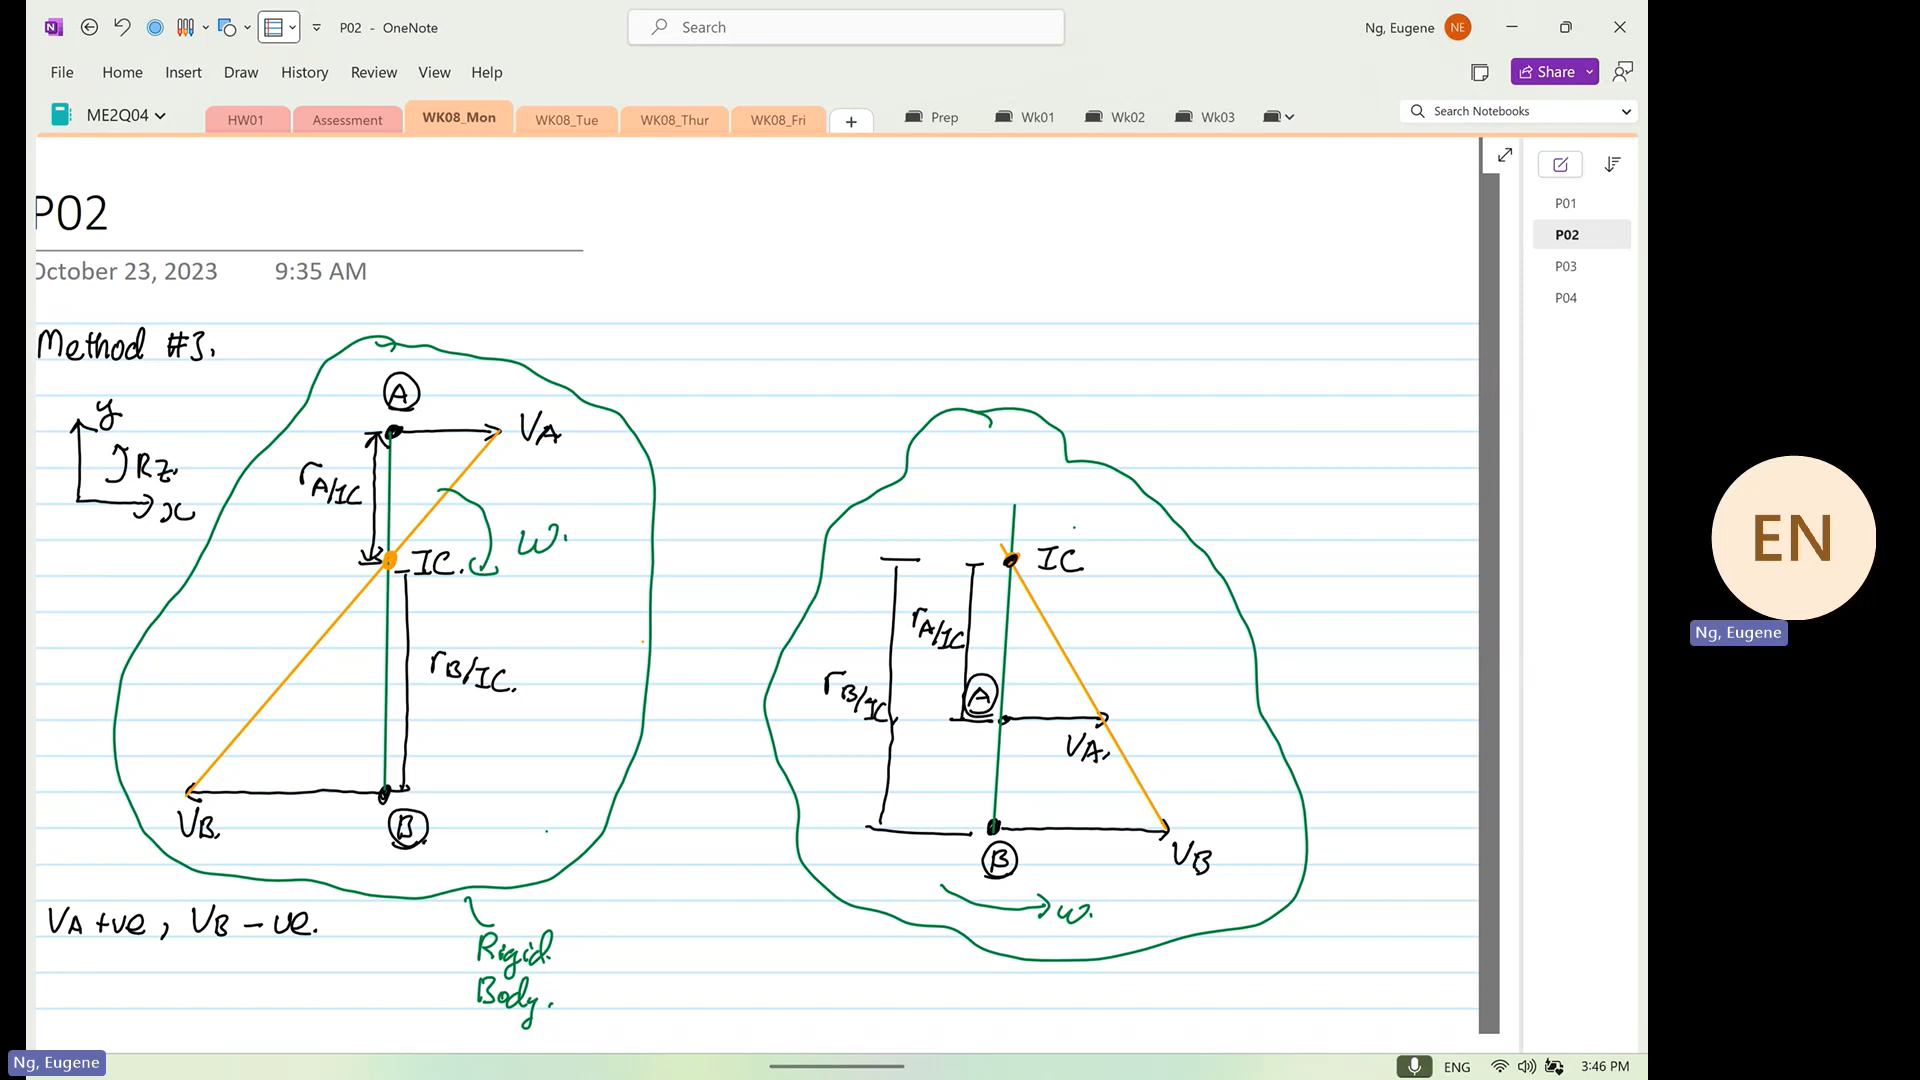 P02 - OneNote
Search
Ng, Eugene
NE
File Home Insert Draw History Review View Help
Share
ME2Q04
HW01
Assessment
WK08_Mon
WK08_Tue
WK08_Thur
WK08_Fri
+
Prep
Wk01
Wk02
Wk03
Search Notebooks
P02
October 23, 2023 9:35 AM
P01
P02
P03
P04
Method #3.
y
Rz.
x
A
VA
rA/IC
IC.
ω.
rB/IC.
VB.
B
VA +ve, VB -ve.
Rigid
Body.
IC
rA/IC
rB/IC
A
VA.
B
VB
ω.
EN
Ng, Eugene
Ng, Eugene
ENG
3:46 PM